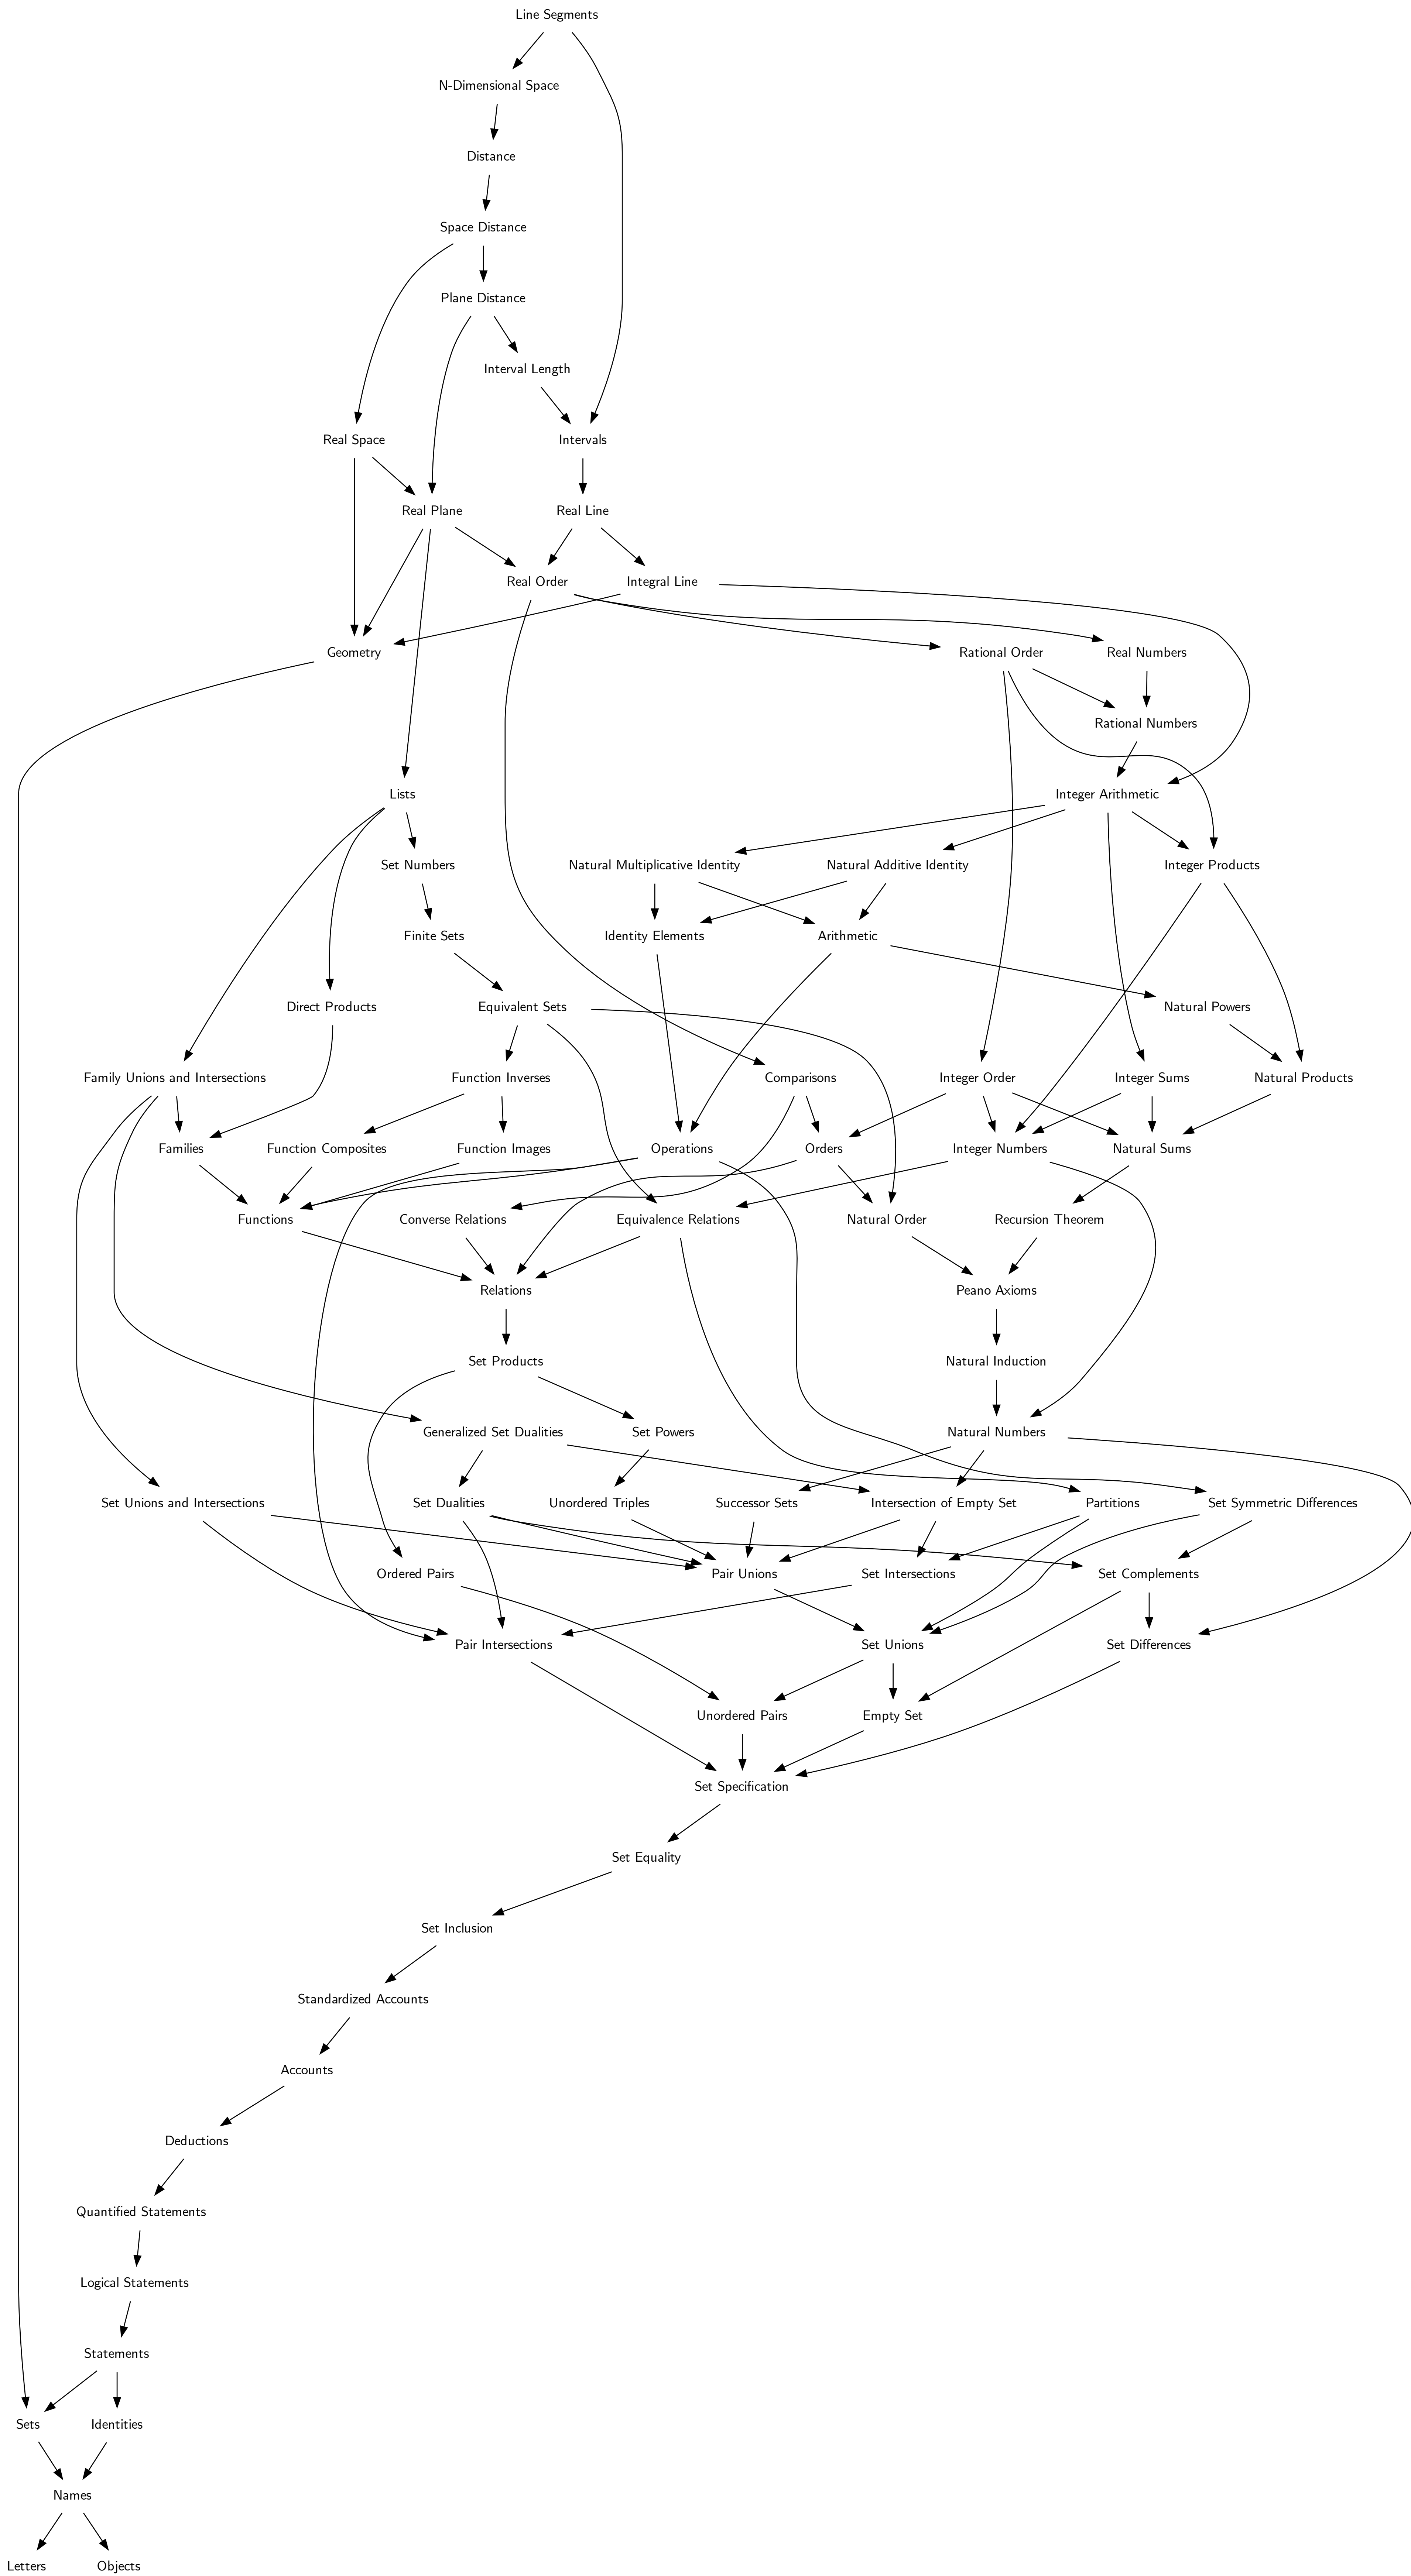 Line Segments
N-Dimensional Space
Distance
Space Distance
Plane Distance
Interval Length
Real Space
Intervals
Real Plane
Real Line
Real Order
Integral Line
Geometry
Rational Order
Real Numbers
Rational Numbers
Lists
Integer Arithmetic
Set Numbers
Natural Multiplicative Identity
Natural Additive Identity
Integer Products
Finite Sets
Identity Elements
Arithmetic
Direct Products
Equivalent Sets
Natural Powers
Family Unions and Intersections
Function Inverses
Comparisons
Integer Order
Integer Sums
Natural Products
Families
Function Composites
Function Images
Operations
Orders
Integer Numbers
Natural Sums
Functions
Converse Relations
Equivalence Relations
Natural Order
Recursion Theorem
Relations
Peano Axioms
Set Products
Natural Induction
Generalized Set Dualities
Set Powers
Natural Numbers
Set Unions and Intersections
Set Dualities
Unordered Triples
Successor Sets
Intersection of Empty Set
Partitions
Set Symmetric Differences
Ordered Pairs
Pair Unions
Set Intersections
Set Complements
Pair Intersections
Set Unions
Set Differences
Unordered Pairs
Empty Set
Set Specification
Set Equality
Set Inclusion
Standardized Accounts
Accounts
Deductions
Quantified Statements
Logical Statements
Statements
Sets
Identities
Names
Letters
Objects